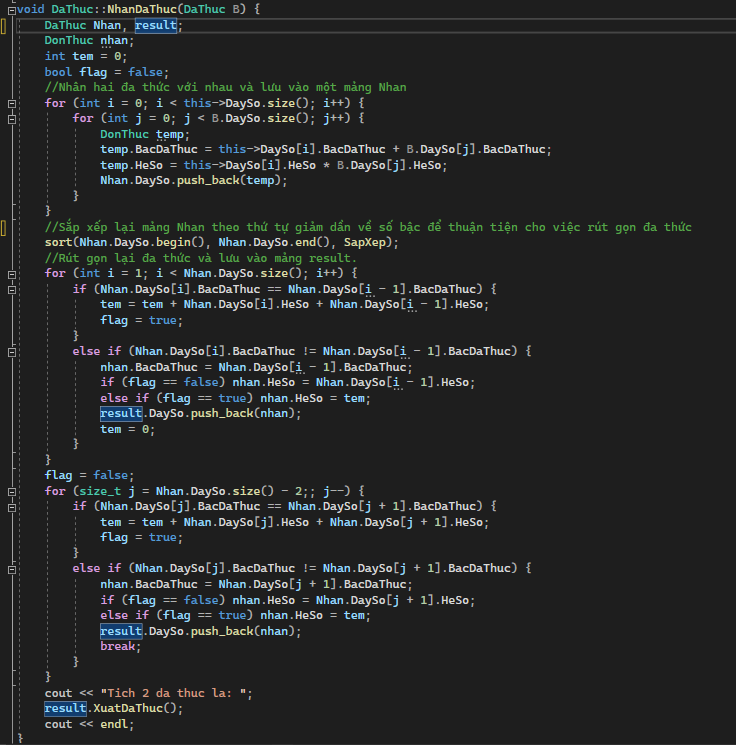 void DaThuc::NhanDaThuc(DaThuc B) {
DaThuc Nhan, result;
DonThuc nhan;
int tem = 0;
bool flag = false;
//Nhân hai đa thức với nhau và lưu vào một mảng Nhan
for (int i = 0; i < this->DaySo.size(); i++) {
for (int j = 0; j < B.DaySo.size(); j++) {
DonThuc temp;
temp.BacDaThuc = this->DaySo[i].BacDaThuc + B.DaySo[j].BacDaThuc;
temp.HeSo = this->DaySo[i].HeSo * B.DaySo[j].HeSo;
Nhan.DaySo.push_back(temp);
}
}
//Sắp xếp lại mảng Nhan theo thứ tự giảm dần về số bậc để thuận tiện cho việc rút gọn đa thức
sort(Nhan.DaySo.begin(), Nhan.DaySo.end(), SapXep);
//Rút gọn lại đa thức và lưu vào mảng result.
for (int i = 1; i < Nhan.DaySo.size(); i++) {
if (Nhan.DaySo[i].BacDaThuc == Nhan.DaySo[i - 1].BacDaThuc) {
tem = tem + Nhan.DaySo[i].HeSo + Nhan.DaySo[i - 1].HeSo;
flag = true;
}
else if (Nhan.DaySo[i].BacDaThuc != Nhan.DaySo[i - 1].BacDaThuc) {
nhan.BacDaThuc = Nhan.DaySo[i - 1].BacDaThuc;
if (flag == false) nhan.HeSo = Nhan.DaySo[i - 1].HeSo;
else if (flag == true) nhan.HeSo = tem;
result.DaySo.push_back(nhan);
tem = 0;
}
}
flag = false;
for (size_t j = Nhan.DaySo.size() - 2;; j--) {
if (Nhan.DaySo[j].BacDaThuc == Nhan.DaySo[j + 1].BacDaThuc) {
tem = tem + Nhan.DaySo[j].HeSo + Nhan.DaySo[j + 1].HeSo;
flag = true;
}
else if (Nhan.DaySo[j].BacDaThuc != Nhan.DaySo[j + 1].BacDaThuc) {
nhan.BacDaThuc = Nhan.DaySo[j + 1].BacDaThuc;
if (flag == false) nhan.HeSo = Nhan.DaySo[j + 1].HeSo;
else if (flag == true) nhan.HeSo = tem;
result.DaySo.push_back(nhan);
break;
}
}
cout << "Tich 2 da thuc la: ";
result.XuatDaThuc();
cout << endl;
}